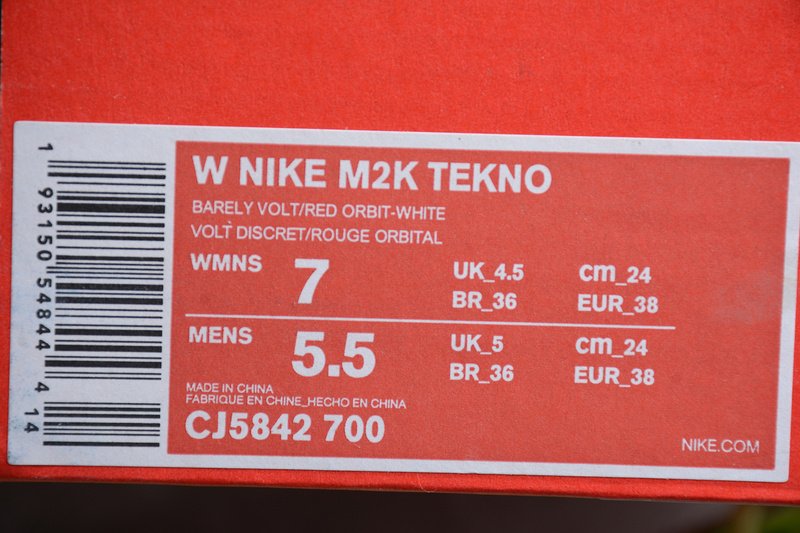 1 93150 54844 4 14
W NIKE M2K TEKNO
BARELY VOLT/RED ORBIT-WHITE
VOLT DISCRET/ROUGE ORBITAL
WMNS 7 UK_4.5 cm_24
BR_36 EUR_38
MENS 5.5 UK_5 cm_24
BR_36 EUR_38
MADE IN CHINA
FABRIQUE EN CHINE_HECHO EN CHINA
CJ5842 700
NIKE.COM